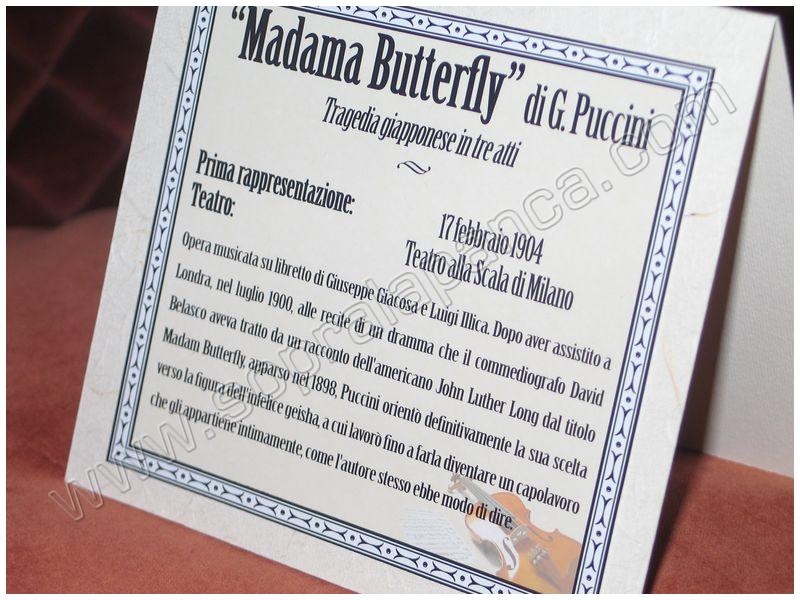 "Madama Butterfly" di G. Puccini
Tragedia giapponese in tre atti
Prima rappresentazione: 17 febbraio 1904
Teatro: Teatro alla Scala di Milano
Opera musicata su libretto di Giuseppe Giacosa e Luigi Illica. Dopo aver assistito a
Londra, nel luglio 1900, alle recite di un dramma che il commediografo David
Belasco aveva tratto da un racconto dell'americano John Luther Long dal titolo
Madam Butterfly, apparso nel 1898, Puccini orientò definitivamente la sua scelta
verso la figura dell'infelice geisha, a cui lavorò fino a farla diventare un capolavoro
che gli appartiene intimamente, come l'autore stesso ebbe modo di dire.
www.sopralapanca.com